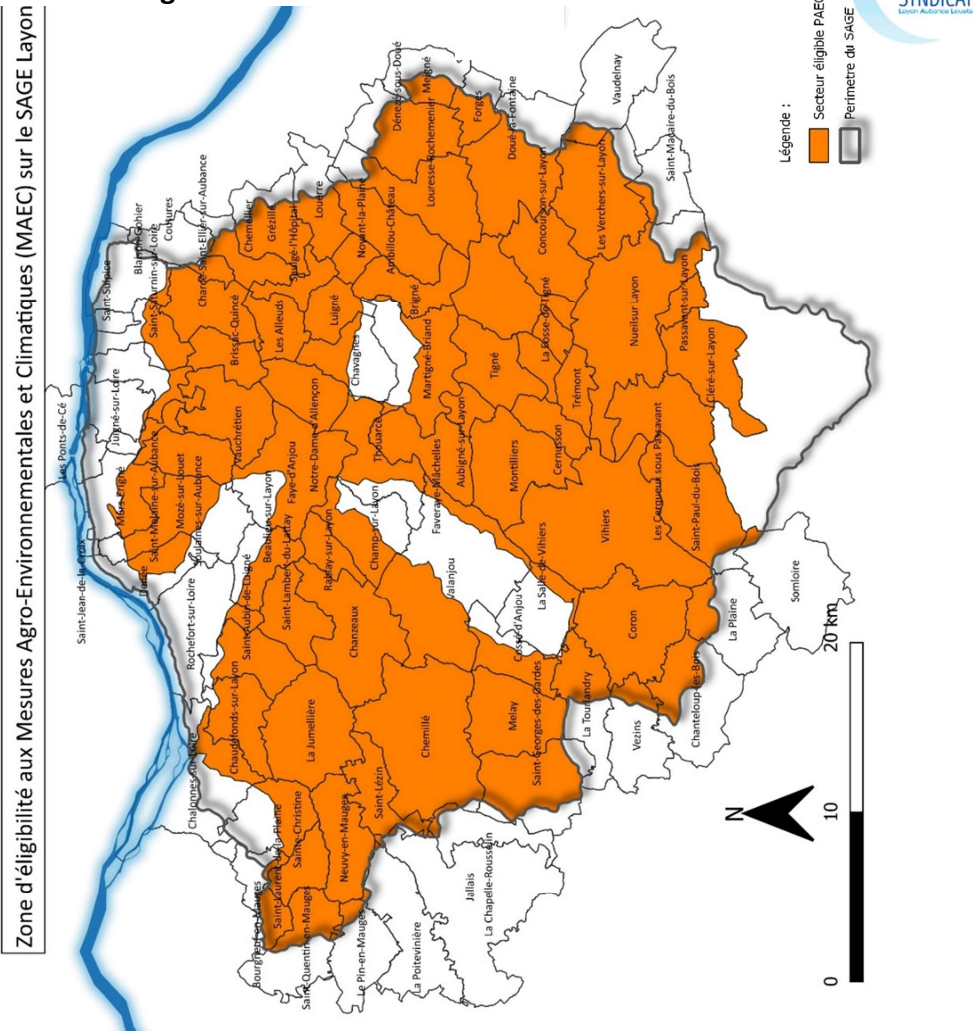 Zone d'éligibilité aux Mesures Agro-Environnementales et Climatiques (MAEC) sur le SAGE Layon
SYNDICAT
Layon Aubance Louets
Légende :
Secteur éligible PAEC
Perimetre du SAGE
Les Ponts-de-Cé
Saint-Jean-de-la-Croix
Juigné-sur-Loire
Saint-Sulpice
Blaison-Gohier
Coutures
Saint-Saturnin-sur-Loire
Mûrs-Erigné
Saint-Melaine-sur-Aubance
Denée
Mozé-sur-Louet
Soulaines-sur-Aubance
Vauchrétien
Brissac-Quincé
Charcé-Saint-Ellier-sur-Aubance
Chemellier
Grézillé
Louerre
Les Alleuds
Luigné
Noyant-la-Plaine
Ambillou-Château
Louresse-Rochemenier
Dénezé-sous-Doué
Meigné
Forges
Doué-la-Fontaine
Vaudelnay
Saint-Macaire-du-Bois
Rochefort-sur-Loire
Beaulieu-sur-Layon
Faye-d'Anjou
Notre-Dame-d'Allençon
Chavagnes
Brigné
Martigné-Briand
Thouarcé
Saint-Aubin-de-Luigné
Saint-Lambert-du-Lattay
Rablay-sur-Layon
Champ-sur-Layon
Faveraye-Mâchelles
Aubigné-sur-Layon
Tigné
La Fosse-de-Tigné
Concourson-sur-Layon
Les Verchers-sur-Layon
Chalonnes-sur-Loire
Chaudefonds-sur-Layon
La Jumellière
Chanzeaux
Valanjou
Montilliers
Cernusson
Trémont
Nueilsur Layon
Passavant-sur-Layon
Cléré-sur-Layon
Chemillé
Melay
Cossé-d'Anjou
La Salle-de-Vihiers
Vihiers
Les Cerqueux sous Passavant
Saint-Paul-du-Bois
Coron
Saint-Georges-des-Gardes
La Tourlandry
Vezins
Chanteloup-les-Bois
La Plaine
Somloire
Bourgneuf-en-Mauges
Saint-Laurent-de-la-Plaine
Sainte-Christine
Saint-Quentin-en-Mauges
Neuvy-en-Mauges
Saint-Lézin
Le Pin-en-Mauges
La Poitevinière
Jallais
La Chapelle-Rousselin
N
0 10 20 km